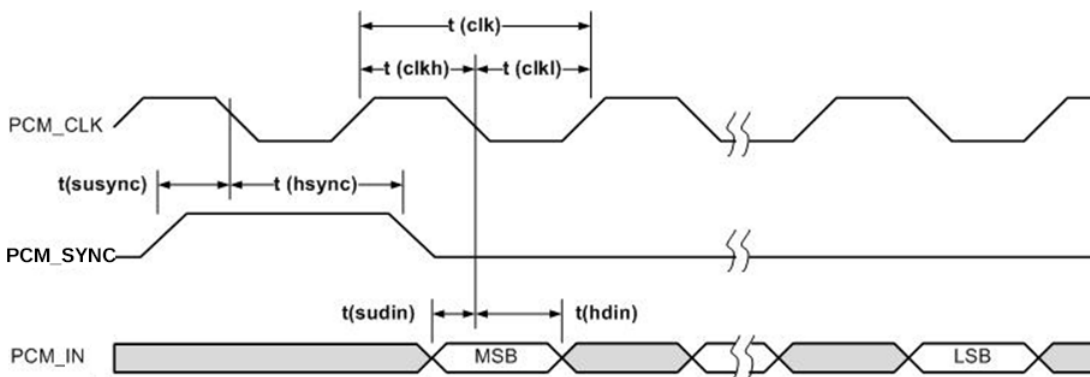 t (clk)
t (clkh)
t (clkl)
PCM_CLK
t(susync)
t (hsync)
PCM_SYNC
t(sudin)
t(hdin)
PCM_IN
MSB
LSB